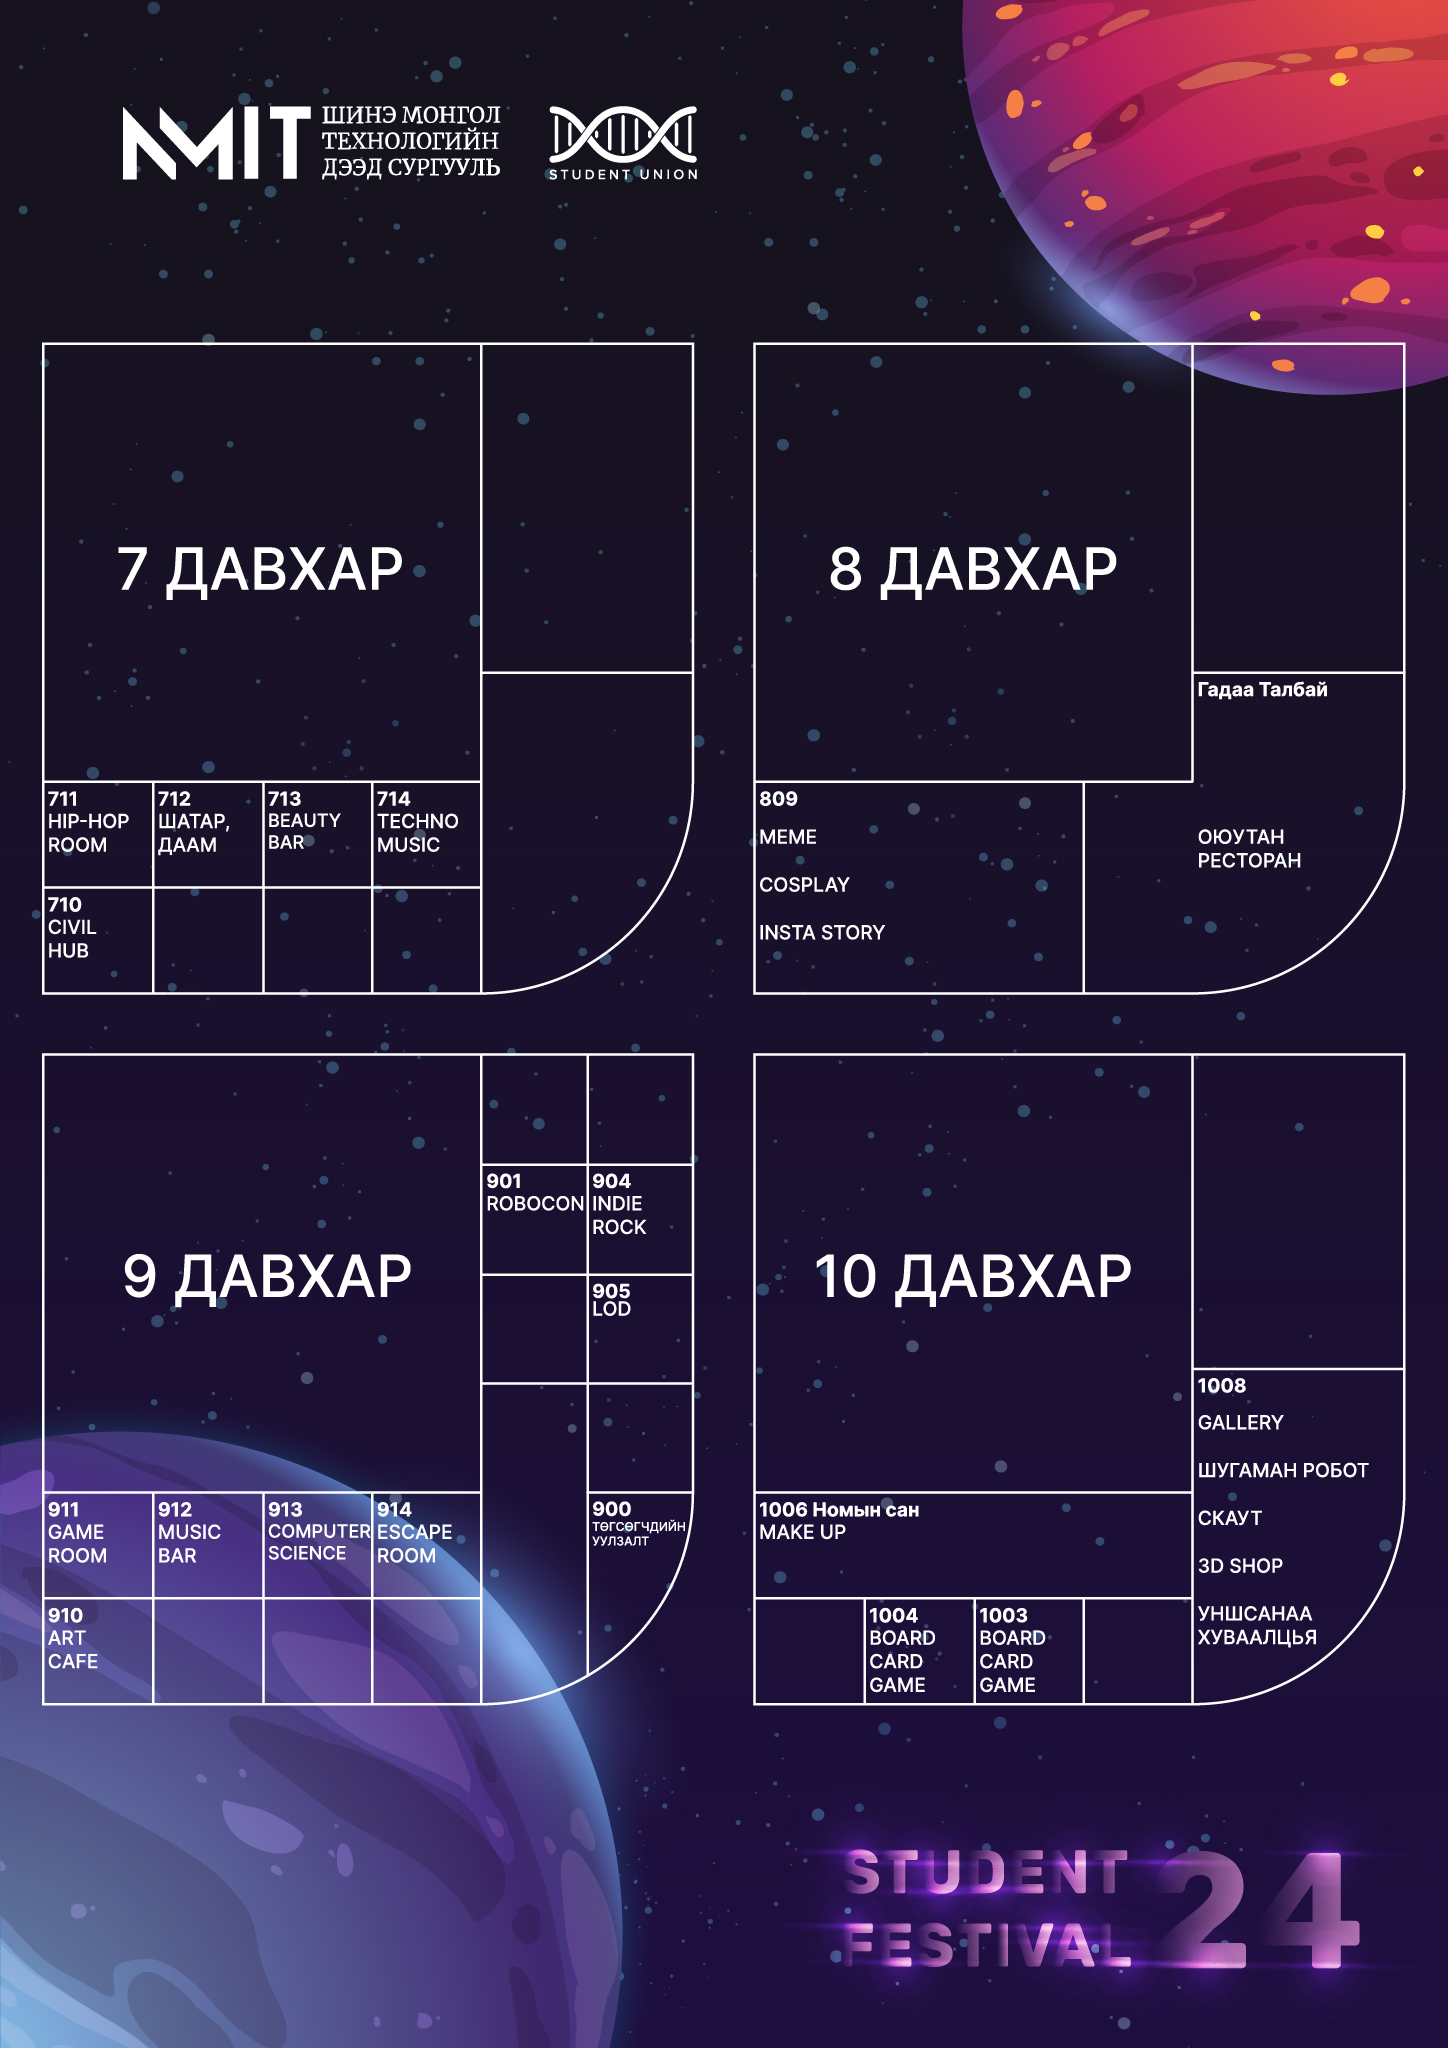 NMIT
ШИНЭ МОНГОЛ
ТЕХНОЛОГИЙН
ДЭЭД СУРГУУЛЬ
STUDENT UNION
7 ДАВХАР
711
HIP-HOP
ROOM
712
ШАТАР,
ДААМ
713
BEAUTY
BAR
714
TECHNO
MUSIC
710
CIVIL
HUB
8 ДАВХАР
Гадаа Талбай
ОЮУТАН
РЕСТОРАН
809
MEME
COSPLAY
INSTA STORY
9 ДАВХАР
901
ROBOCON
904
INDIE
ROCK
905
LOD
900
ТӨГСӨГЧДИЙН
УУЛЗАЛТ
911
GAME
ROOM
912
MUSIC
BAR
913
COMPUTER
SCIENCE
914
ESCAPE
ROOM
910
ART
CAFE
10 ДАВХАР
1008
GALLERY
ШУГАМАН РОБОТ
СКАУТ
3D SHOP
УНШСАНАА
ХУВААЛЦЬЯ
1006 Номын сан
MAKE UP
1004
BOARD
CARD
GAME
1003
BOARD
CARD
GAME
STUDENT
FESTIVAL
24